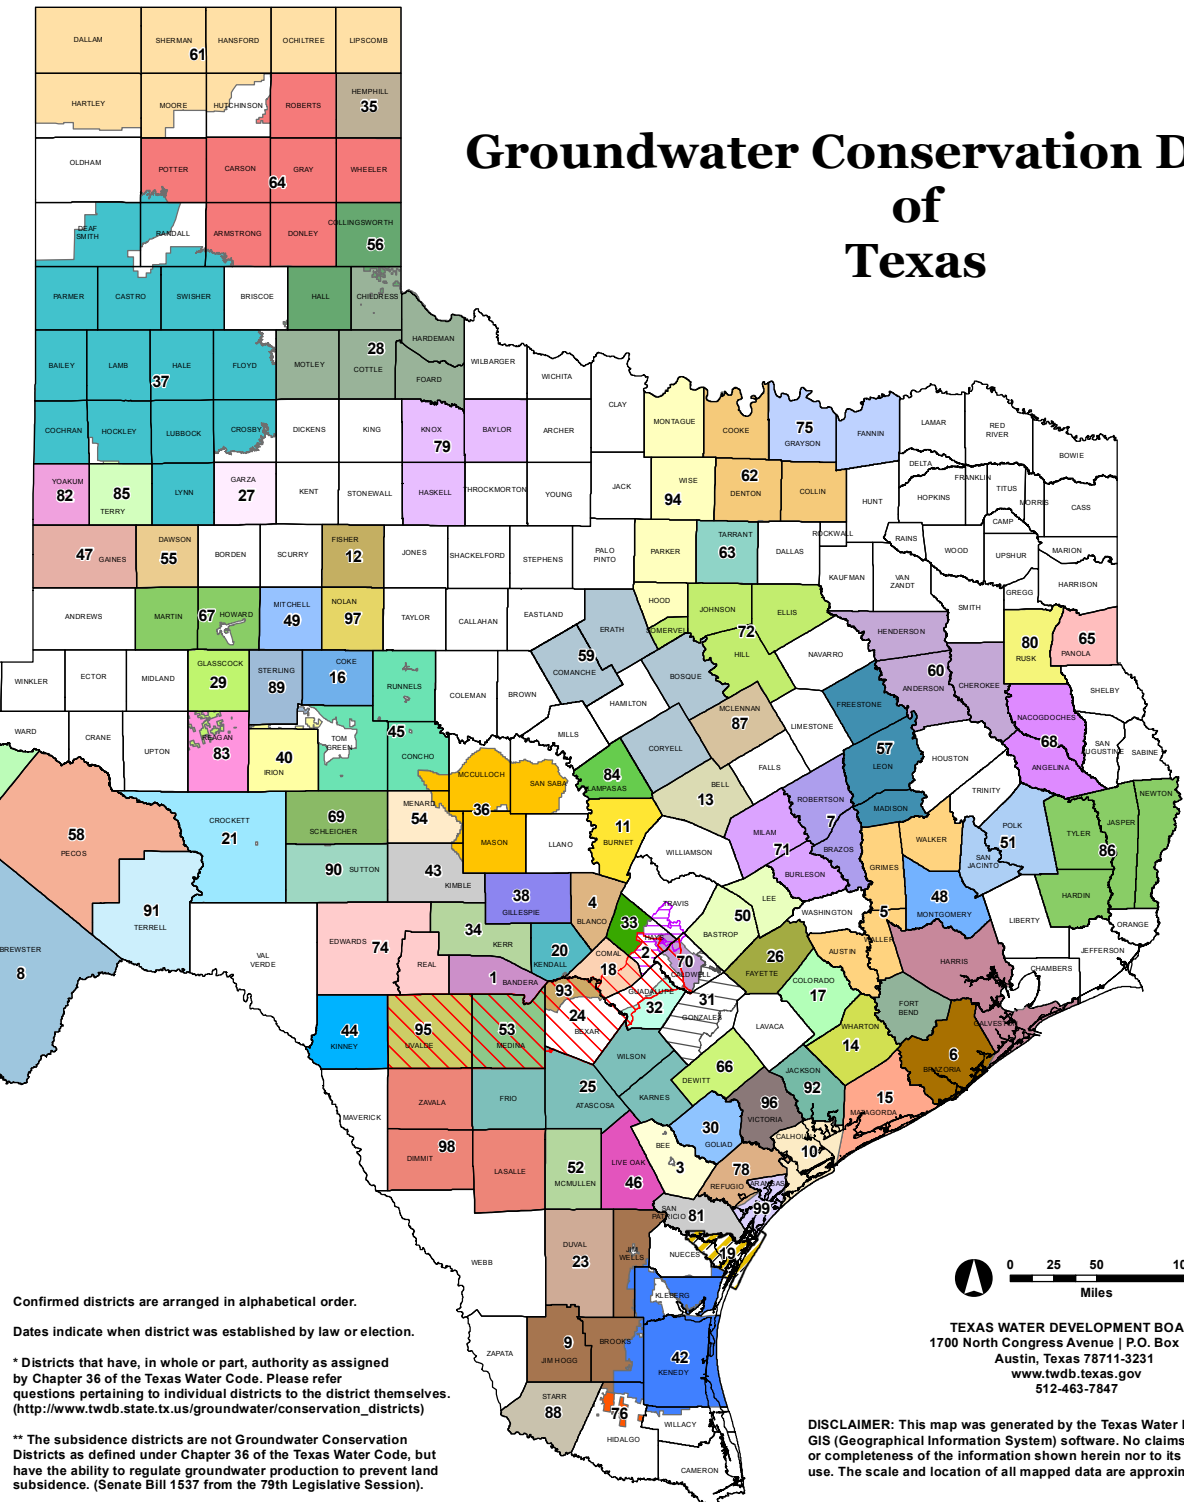 Groundwater Conservation D
of
Texas
DALLAM
SHERMAN
HANSFORD
OCHILTREE
LIPSCOMB
61
HARTLEY
MOORE
HUTCHINSON
ROBERTS
HEMPHILL
35
OLDHAM
POTTER
CARSON
GRAY
WHEELER
64
DEAF
SMITH
RANDALL
ARMSTRONG
DONLEY
COLLINGSWORTH
56
PARMER
CASTRO
SWISHER
BRISCOE
HALL
CHILDRESS
HARDEMAN
BAILEY
LAMB
HALE
FLOYD
MOTLEY
28
COTTLE
FOARD
WILBARGER
WICHITA
37
CLAY
MONTAGUE
COOKE
75
GRAYSON
FANNIN
LAMAR
RED
RIVER
BOWIE
COCHRAN
HOCKLEY
LUBBOCK
CROSBY
DICKENS
KING
KNOX
79
BAYLOR
ARCHER
YOAKUM
82
85
TERRY
LYNN
GARZA
27
KENT
STONEWALL
HASKELL
THROCKMORTON
YOUNG
JACK
WISE
94
62
DENTON
COLLIN
HUNT
DELTA
HOPKINS
FRANKLIN
TITUS
MORRIS
CASS
CAMP
47
GAINES
DAWSON
55
BORDEN
SCURRY
FISHER
12
JONES
SHACKELFORD
STEPHENS
PALO
PINTO
PARKER
TARRANT
63
DALLAS
ROCKWALL
KAUFMAN
RAINS
VAN
ZANDT
WOOD
UPSHUR
MARION
HARRISON
GREGG
SMITH
ANDREWS
MARTIN
67
HOWARD
MITCHELL
49
NOLAN
97
TAYLOR
CALLAHAN
EASTLAND
ERATH
HOOD
SOMERVELL
JOHNSON
ELLIS
72
HILL
NAVARRO
HENDERSON
80
RUSK
65
PANOLA
WINKLER
ECTOR
MIDLAND
GLASSCOCK
29
STERLING
89
COKE
16
RUNNELS
COLEMAN
BROWN
COMANCHE
59
BOSQUE
HAMILTON
60
ANDERSON
CHEROKEE
SHELBY
WARD
CRANE
UPTON
REAGAN
83
40
IRION
TOM
GREEN
45
CONCHO
MILLS
CORYELL
MCLENNAN
87
LIMESTONE
FREESTONE
57
LEON
NACOGDOCHES
68
ANGELINA
SAN
AUGUSTINE
SABINE
HOUSTON
TRINITY
58
PECOS
CROCKETT
21
69
SCHLEICHER
MENARD
54
MCCULLOCH
36
SAN SABA
84
LAMPASAS
13
BELL
FALLS
ROBERTSON
7
MADISON
WALKER
POLK
51
SAN
JACINTO
TYLER
JASPER
NEWTON
86
90
SUTTON
43
KIMBLE
MASON
LLANO
11
BURNET
WILLIAMSON
MILAM
71
BURLESON
BRAZOS
GRIMES
48
MONTGOMERY
HARDIN
LIBERTY
ORANGE
JEFFERSON
CHAMBERS
91
TERRELL
VAL
VERDE
BREWSTER
8
EDWARDS
74
REAL
34
KERR
38
GILLESPIE
4
BLANCO
33
TRAVIS
HAYS
2
50
LEE
BASTROP
WASHINGTON
5
WALLER
AUSTIN
HARRIS
1
BANDERA
20
KENDALL
COMAL
18
70
CALDWELL
26
FAYETTE
COLORADO
17
FORT
BEND
GALVESTON
44
KINNEY
95
UVALDE
53
MEDINA
93
24
BEXAR
GUADALUPE
32
31
GONZALES
LAVACA
WHARTON
14
6
BRAZORIA
MAVERICK
ZAVALA
FRIO
25
ATASCOSA
WILSON
KARNES
DEWITT
66
JACKSON
92
15
MATAGORDA
96
VICTORIA
CALHOUN
10
DIMMIT
98
LASALLE
52
MCMULLEN
LIVE OAK
46
BEE
3
30
GOLIAD
78
REFUGIO
ARANSAS
99
WEBB
DUVAL
23
JIM
WELLS
SAN
PATRICIO
81
NUECES
19
KLEBERG
ZAPATA
9
JIM HOGG
BROOKS
42
KENEDY
STARR
88
76
HIDALGO
WILLACY
CAMERON
0 25 50 10
Miles
Confirmed districts are arranged in alphabetical order.
Dates indicate when district was established by law or election.
* Districts that have, in whole or part, authority as assigned
by Chapter 36 of the Texas Water Code. Please refer
questions pertaining to individual districts to the district themselves.
(http://www.twdb.state.tx.us/groundwater/conservation_districts)
** The subsidence districts are not Groundwater Conservation
Districts as defined under Chapter 36 of the Texas Water Code, but
have the ability to regulate groundwater production to prevent land
subsidence. (Senate Bill 1537 from the 79th Legislative Session).
TEXAS WATER DEVELOPMENT BOA
1700 North Congress Avenue | P.O. Box
Austin, Texas 78711-3231
www.twdb.texas.gov
512-463-7847
DISCLAIMER: This map was generated by the Texas Water
GIS (Geographical Information System) software. No claims
or completeness of the information shown herein nor to its
use. The scale and location of all mapped data are approxim